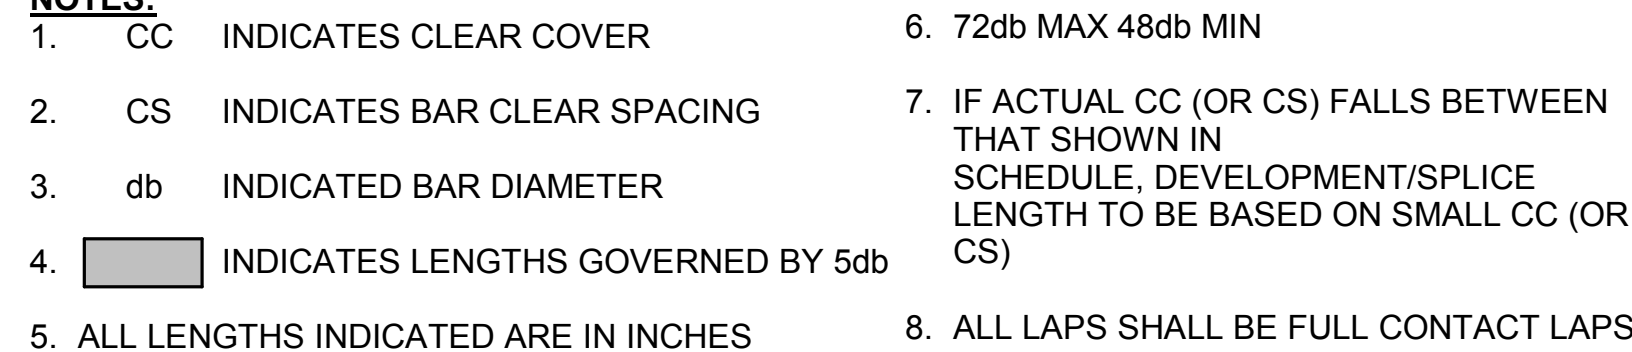 NOTES:
1. CC INDICATES CLEAR COVER
2. CS INDICATES BAR CLEAR SPACING
3. db INDICATED BAR DIAMETER
4. INDICATES LENGTHS GOVERNED BY 5db
5. ALL LENGTHS INDICATED ARE IN INCHES
6. 72db MAX 48db MIN
7. IF ACTUAL CC (OR CS) FALLS BETWEEN
THAT SHOWN IN
SCHEDULE, DEVELOPMENT/SPLICE
LENGTH TO BE BASED ON SMALL CC (OR
CS)
8. ALL LAPS SHALL BE FULL CONTACT LAPS